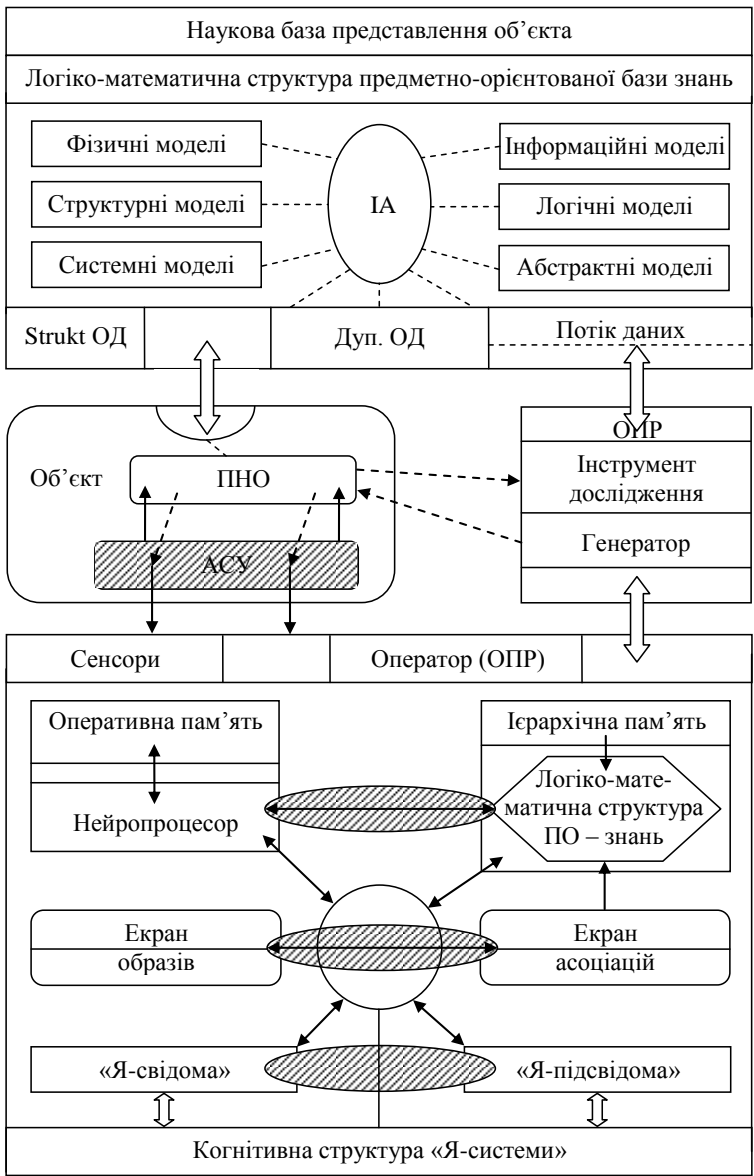 Наукова база представлення об’єкта
Логіко-математична структура предметно-орієнтованої бази знань
Фізичні моделі
Структурні моделі
Системні моделі
ІА
Інформаційні моделі
Логічні моделі
Абстрактні моделі
Strukt ОД
Дуп. ОД
Потік даних
Об’єкт
ПНО
АСУ
ОПР
Інструмент
дослідження
Генератор
Сенсори
Оператор (ОПР)
Оперативна пам’ять
Нейропроцесор
Ієрархічна пам’ять
Логіко-мате-
матична структура
ПО – знань
Екран
образів
Екран
асоціацій
«Я-свідома»
«Я-підсвідома»
Когнітивна структура «Я-системи»